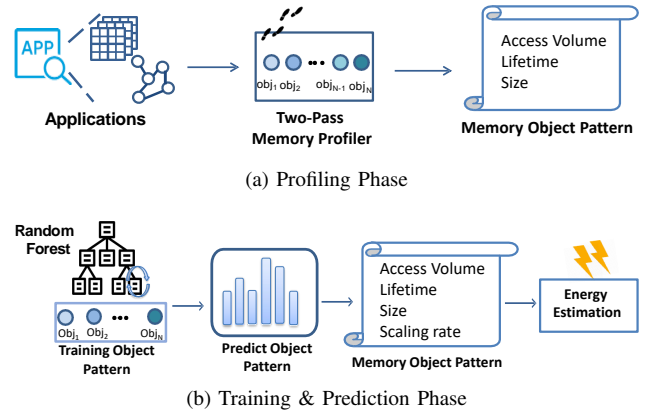 APP
Applications
obj1 obj2 ••• objN-1 objN
Two-Pass
Memory Profiler
Access Volume
Lifetime
Size
Memory Object Pattern
(a) Profiling Phase
Random
Forest
Obj1 Obj2 ••• ObjN
Training Object
Pattern
Predict Object
Pattern
Access Volume
Lifetime
Size
Scaling rate
Memory Object Pattern
Energy
Estimation
(b) Training & Prediction Phase